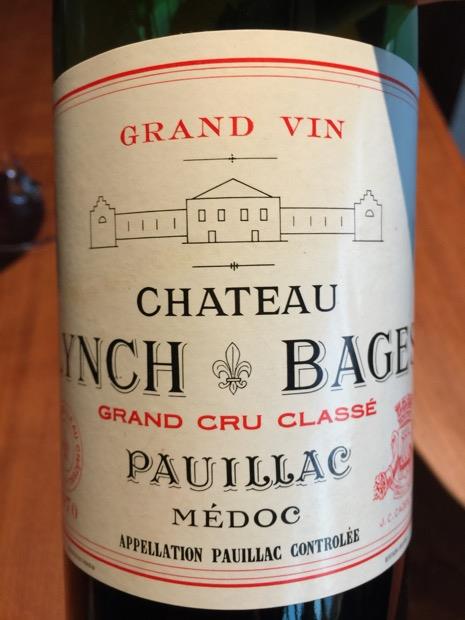 GRAND VIN
CHATEAU
YNCH BAGES
GRAND CRU CLASSÉ
PAUILLAC
MÉDOC
APPELLATION PAUILLAC CONTROLÉE